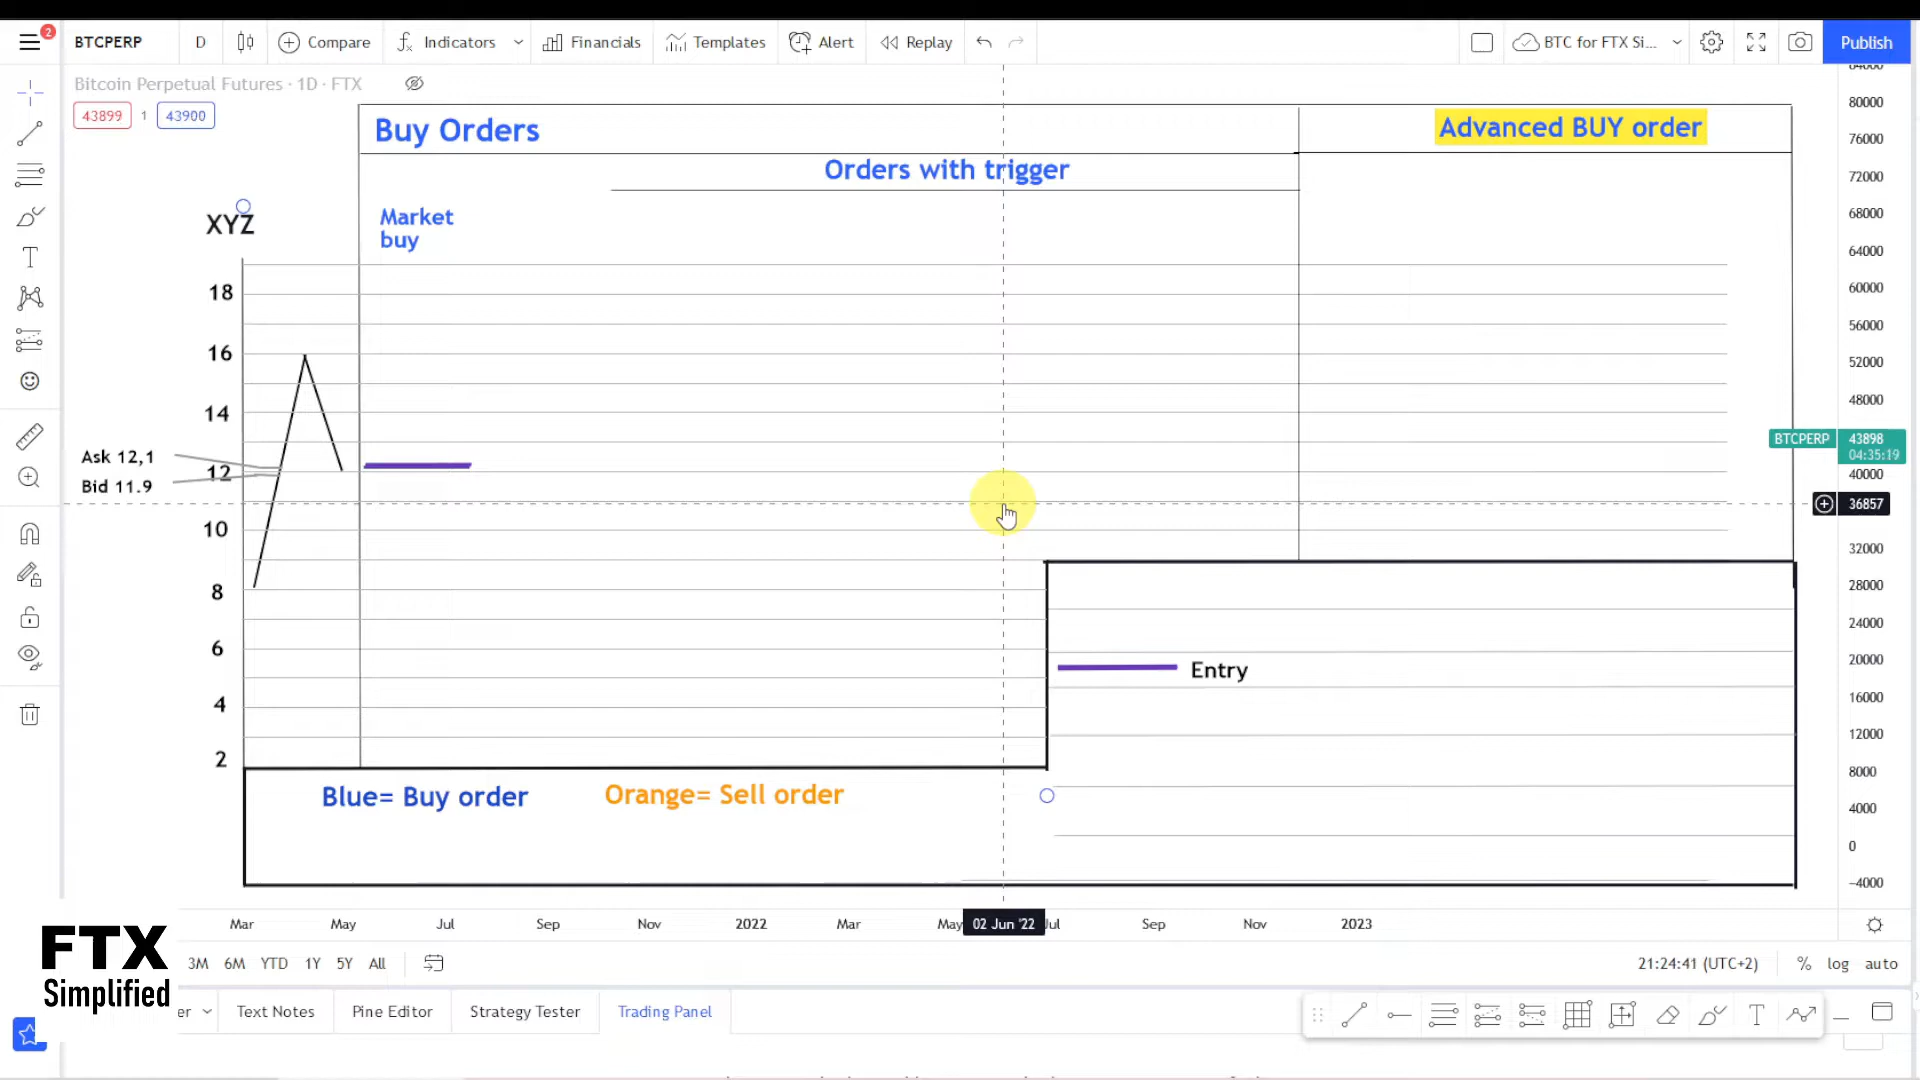 2
BTCPERP D Compare Indicators Financials Templates Alert Replay BTC for FTX Si... Publish
Bitcoin Perpetual Futures · 1D · FTX
43899 1 43900
Buy Orders
Advanced BUY order
Orders with trigger
XYZ
Market
buy
18
16
14
Ask 12,1
12
Bid 11.9
10
8
6
4
2
Entry
Blue= Buy order
Orange= Sell order
84000
80000
76000
72000
68000
64000
60000
56000
52000
48000
BTCPERP 43898
04:35:19
40000
36857
32000
28000
24000
20000
16000
12000
8000
4000
0
−4000
Mar May Jul Sep Nov 2022 Mar May 02 Jun '22 Jul Sep Nov 2023
FTX
Simplified
3M 6M YTD 1Y 5Y All
21:24:41 (UTC+2) % log auto
er Text Notes Pine Editor Strategy Tester Trading Panel